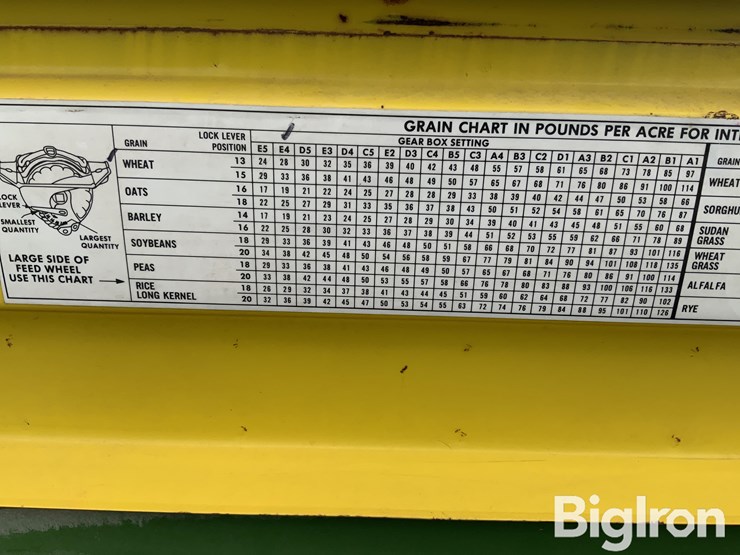 GRAIN CHART IN POUNDS PER ACRE FOR INT
GRAIN LOCK LEVER POSITION GEAR BOX SETTING GRAIN
E5 E4 D5 E3 D4 C5 E2 D3 C4 B5 C3 A4 B3 C2 D1 A3 B2 C1 A2 B1 A1
WHEAT 13 24 28 30 32 35 36 39 40 42 43 48 55 57 58 61 65 68 73 78 85 97 WHEAT
15 29 33 36 38 41 43 46 48 49 50 57 65 67 68 71 76 80 86 91 100 114
OATS 16 17 19 21 22 24 25 27 28 28 29 33 38 39 40 42 44 47 50 53 58 66 SORGHU
18 22 25 28 29 31 33 35 36 37 38 43 50 51 52 54 58 61 65 70 76 87
BARLEY 14 17 19 21 22 24 25 27 28 29 30 34 39 40 41 42 45 48 51 55 60 68 SUDAN
16 22 25 28 30 32 33 36 37 38 39 44 51 52 53 55 59 62 66 71 78 89 GRASS
SOYBEANS 18 29 33 36 39 41 43 46 48 50 51 58 66 68 70 72 77 81 87 93 101 116 WHEAT
20 34 38 42 45 48 50 54 56 58 59 67 77 79 81 84 90 94 101 108 118 135 GRASS
PEAS 18 29 33 36 38 41 43 46 48 49 50 57 65 67 68 71 76 80 86 91 100 114 ALFALFA
20 33 38 42 44 48 50 53 55 57 58 66 76 78 80 83 88 93 100 106 116 133
RICE 18 26 29 32 34 37 38 41 43 44 45 51 59 60 62 64 68 72 77 82 90 102 RYE
LONG KERNEL 20 32 36 39 42 45 47 50 53 54 55 63 72 74 76 79 84 88 95 101 110 126
LOCK
LEVER
SMALLEST
QUANTITY
LARGEST
QUANTITY
LARGE SIDE OF
FEED WHEEL
USE THIS CHART
BigIron